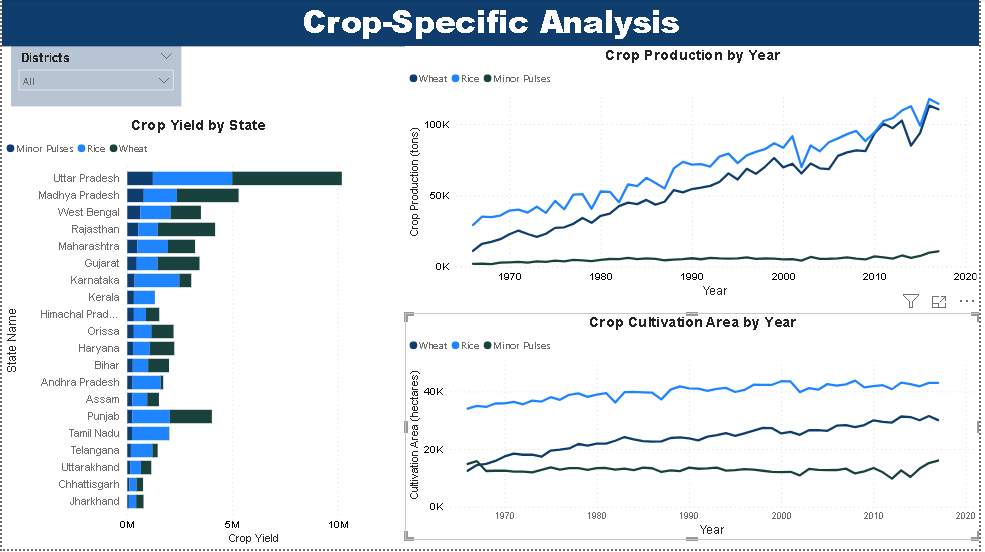 Crop-Specific Analysis
Districts
All
Crop Yield by State
Minor Pulses Rice Wheat
State Name
Uttar Pradesh
Madhya Pradesh
West Bengal
Rajasthan
Maharashtra
Gujarat
Karnataka
Kerala
Himachal Prad...
Orissa
Haryana
Bihar
Andhra Pradesh
Assam
Punjab
Tamil Nadu
Telangana
Uttarakhand
Chhattisgarh
Jharkhand
0M 5M 10M
Crop Yield
Crop Production by Year
Wheat Rice Minor Pulses
Crop Production (tons)
100K
50K
0K
1970 1980 1990 2000 2010 2020
Year
Crop Cultivation Area by Year
Wheat Rice Minor Pulses
Cultivation Area (hectares)
40K
20K
0K
1970 1980 1990 2000 2010 2020
Year